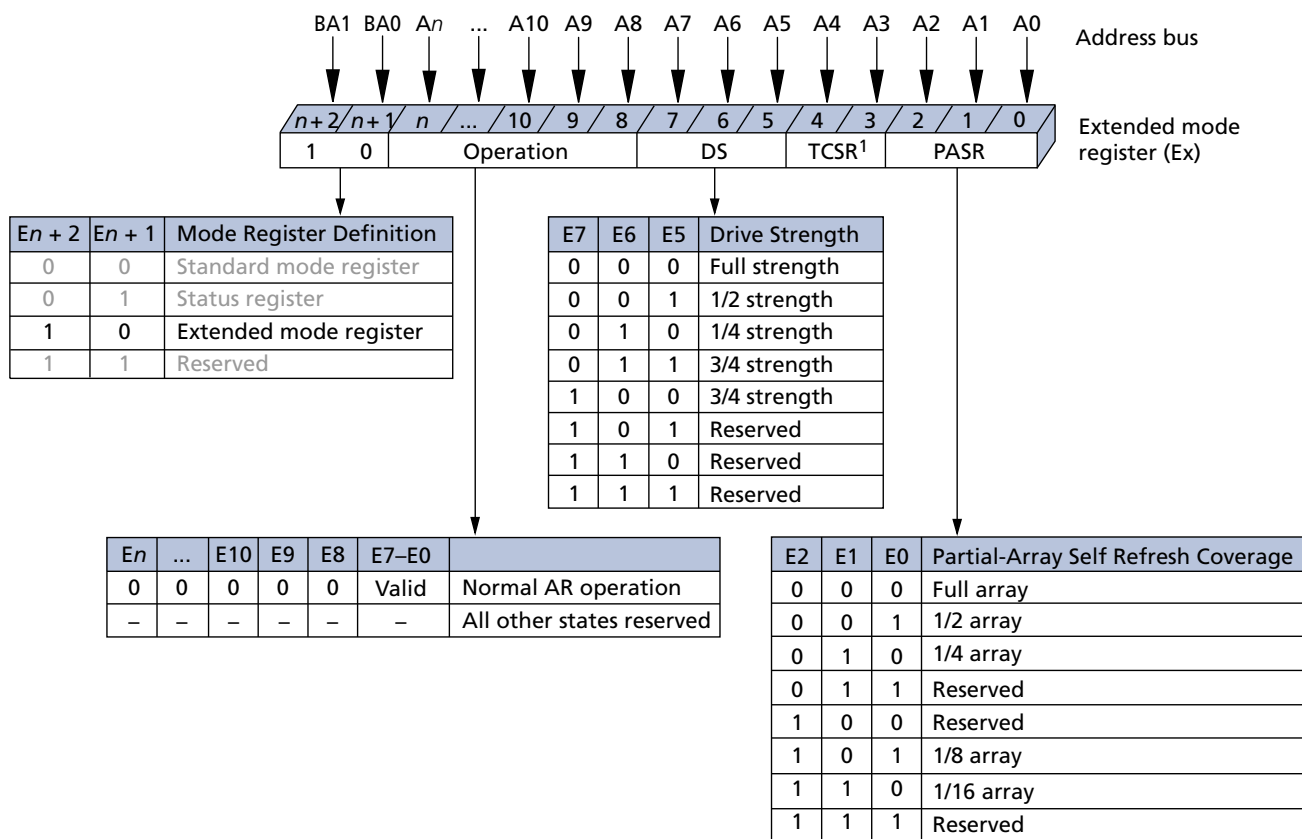 BA1 BA0 An ... A10 A9 A8 A7 A6 A5 A4 A3 A2 A1 A0 Address bus
n + 2 n + 1 n ... 10 9 8 7 6 5 4 3 2 1 0
Extended mode
register (Ex)
1 0 Operation DS TCSR1 PASR
En + 2 En + 1 Mode Register Definition
0 0 Standard mode register
0 1 Status register
1 0 Extended mode register
1 1 Reserved
E7 E6 E5 Drive Strength
0 0 0 Full strength
0 0 1 1/2 strength
0 1 0 1/4 strength
0 1 1 3/4 strength
1 0 0 3/4 strength
1 0 1 Reserved
1 1 0 Reserved
1 1 1 Reserved
En ... E10 E9 E8 E7–E0
0 0 0 0 0 Valid Normal AR operation
– – – – – – All other states reserved
E2 E1 E0 Partial-Array Self Refresh Coverage
0 0 0 Full array
0 0 1 1/2 array
0 1 0 1/4 array
0 1 1 Reserved
1 0 0 Reserved
1 0 1 1/8 array
1 1 0 1/16 array
1 1 1 Reserved